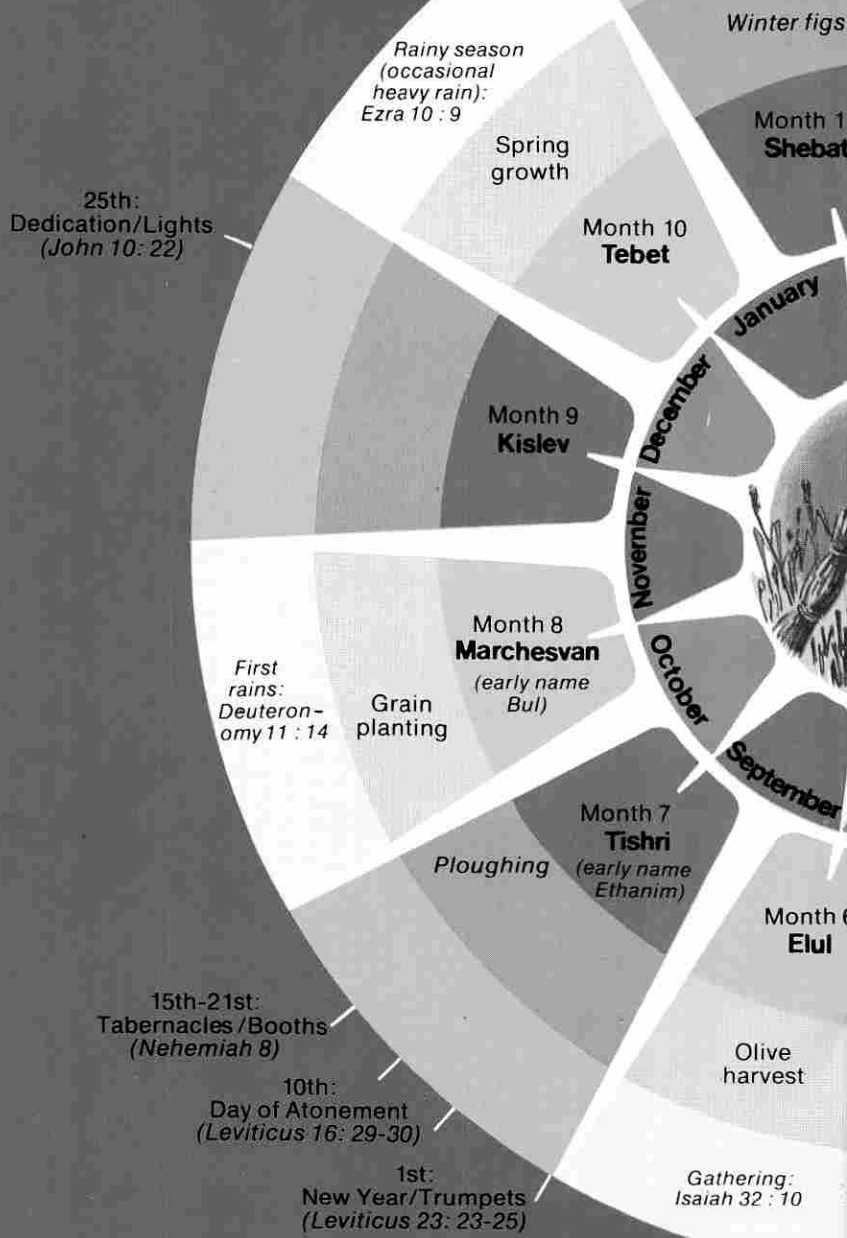 Winter figs
Rainy season
(occasional
heavy rain):
Ezra 10 : 9
Spring
growth
Month 1
Shebat
Month 10
Tebet
25th:
Dedication/Lights
(John 10: 22)
January
December
Month 9
Kislev
November
Month 8
Marchesvan
(early name
Bul)
First
rains:
Deuteron-
omy 11 : 14
Grain
planting
October
September
Month 7
Tishri
(early name
Ethanim)
Ploughing
Month 6
Elul
15th-21st:
Tabernacles/Booths
(Nehemiah 8)
Olive
harvest
10th:
Day of Atonement
(Leviticus 16: 29-30)
1st:
New Year/Trumpets
(Leviticus 23: 23-25)
Gathering:
Isaiah 32 : 10